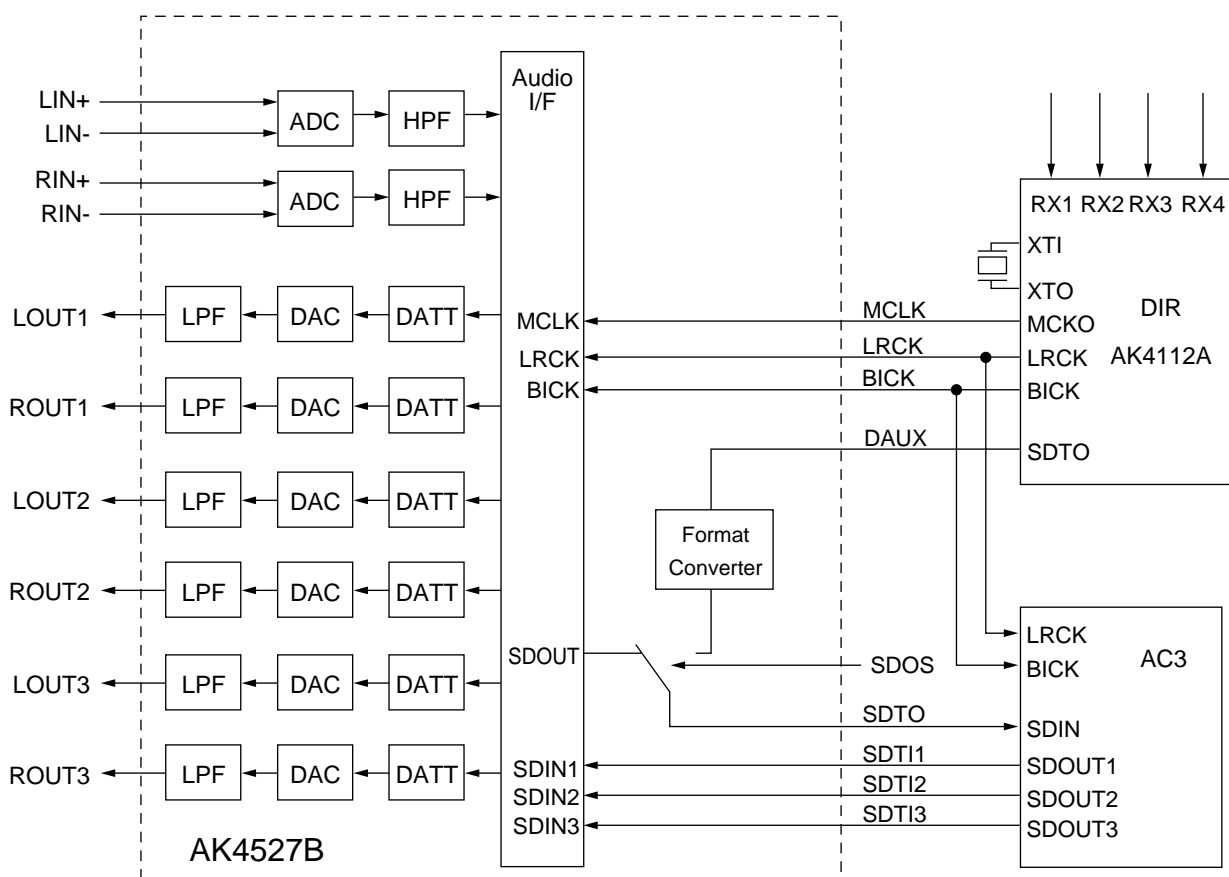 Audio
I/F
LIN+
LIN-
ADC
HPF
RIN+
RIN-
ADC
HPF
RX1 RX2 RX3 RX4
XTI
XTO
DIR
AK4112A
LOUT1
LPF
DAC
DATT
MCLK
MCLK
MCKO
LRCK
LRCK
LRCK
BICK
BICK
BICK
ROUT1
LPF
DAC
DATT
DAUX
SDTO
LOUT2
LPF
DAC
DATT
Format
Converter
ROUT2
LPF
DAC
DATT
LRCK
BICK
AC3
SDOUT
SDOS
LOUT3
LPF
DAC
DATT
SDTO
SDIN
ROUT3
LPF
DAC
DATT
SDIN1
SDTI1
SDOUT1
SDIN2
SDTI2
SDOUT2
SDIN3
SDTI3
SDOUT3
AK4527B